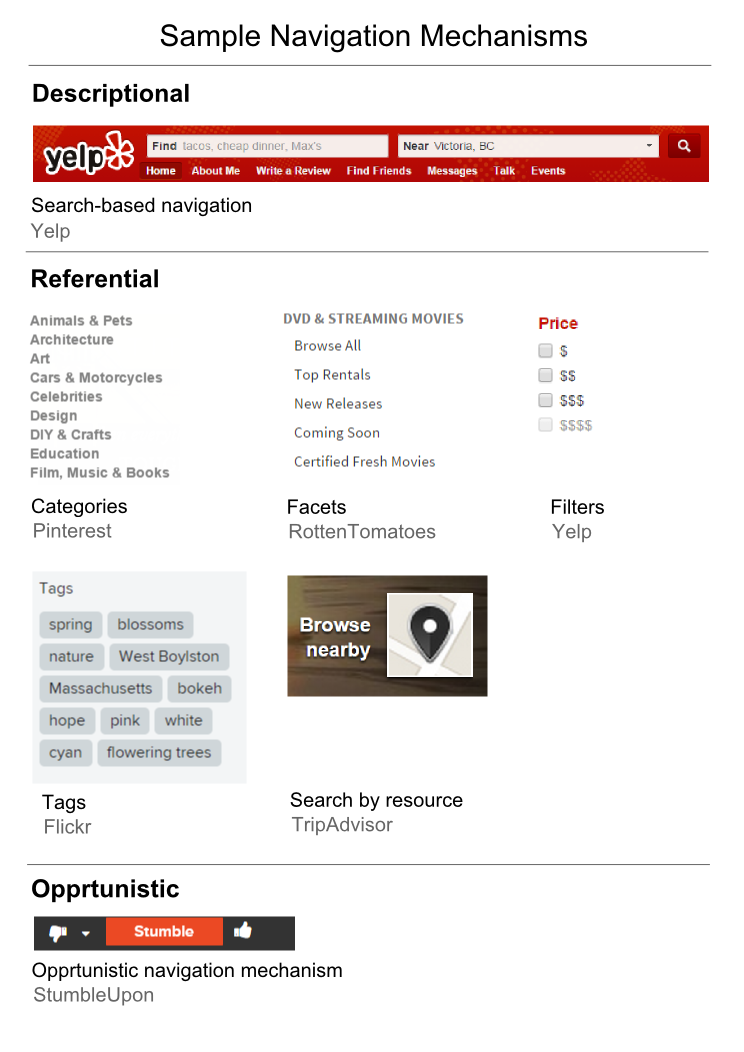 Sample Navigation Mechanisms
Descriptional
yelp
Find tacos, cheap dinner, Max's
Near Victoria, BC
Home About Me Write a Review Find Friends Messages Talk Events
Search-based navigation
Yelp
Referential
Animals & Pets
Architecture
Art
Cars & Motorcycles
Celebrities
Design
DIY & Crafts
Education
Film, Music & Books
Categories
Pinterest
DVD & STREAMING MOVIES
Browse All
Top Rentals
New Releases
Coming Soon
Certified Fresh Movies
Facets
RottenTomatoes
Price
$
$$
$$$
$$$$
Filters
Yelp
Tags
spring blossoms
nature West Boylston
Massachusetts bokeh
hope pink white
cyan flowering trees
Tags
Flickr
Browse
nearby
Search by resource
TripAdvisor
Opprtunistic
Stumble
Opprtunistic navigation mechanism
StumbleUpon